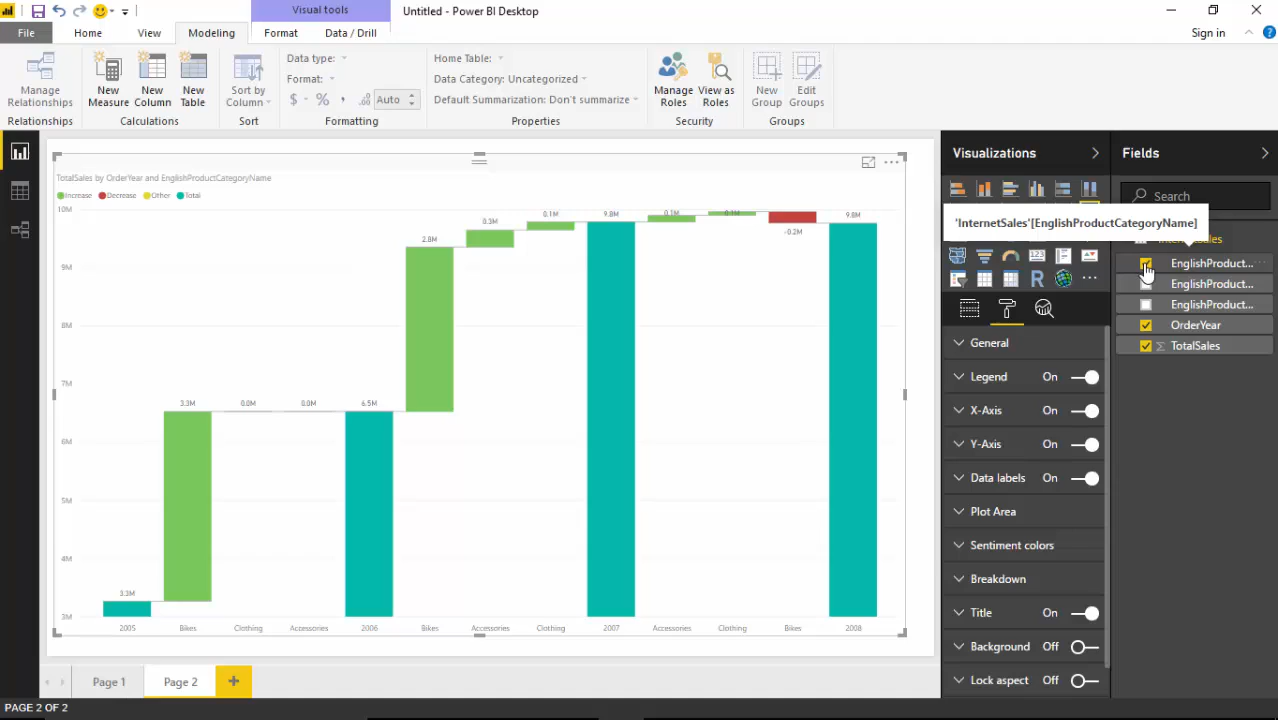 Visual tools
Untitled - Power BI Desktop
File
Home
View
Modeling
Format
Data / Drill
Sign in
Manage
Relationships
New
Measure
New
Column
New
Table
Sort by
Column
Data type:
Format:
$ % , .00 Auto
Home Table:
Data Category: Uncategorized
Default Summarization: Don't summarize
Manage
Roles
View as
Roles
New
Group
Edit
Groups
Relationships
Calculations
Sort
Formatting
Properties
Security
Groups
TotalSales by OrderYear and EnglishProductCategoryName
Increase Decrease Other Total
10M
9M
8M
7M
6M
5M
4M
3M
3.3M
3.3M
0.0M
0.0M
6.5M
2.8M
0.3M
0.1M
9.8M
0.1M
0.1M
-0.2M
9.8M
2005 Bikes Clothing Accessories 2006 Bikes Accessories Clothing 2007 Accessories Clothing Bikes 2008
Visualizations
123
R
General
Legend On
X-Axis On
Y-Axis On
Data labels On
Plot Area
Sentiment colors
Breakdown
Title On
Background Off
Lock aspect Off
Fields
Search
'InternetSales'[EnglishProductCategoryName]
EnglishProduct...
EnglishProduct...
EnglishProduct...
OrderYear
Σ TotalSales
Page 1
Page 2
PAGE 2 OF 2